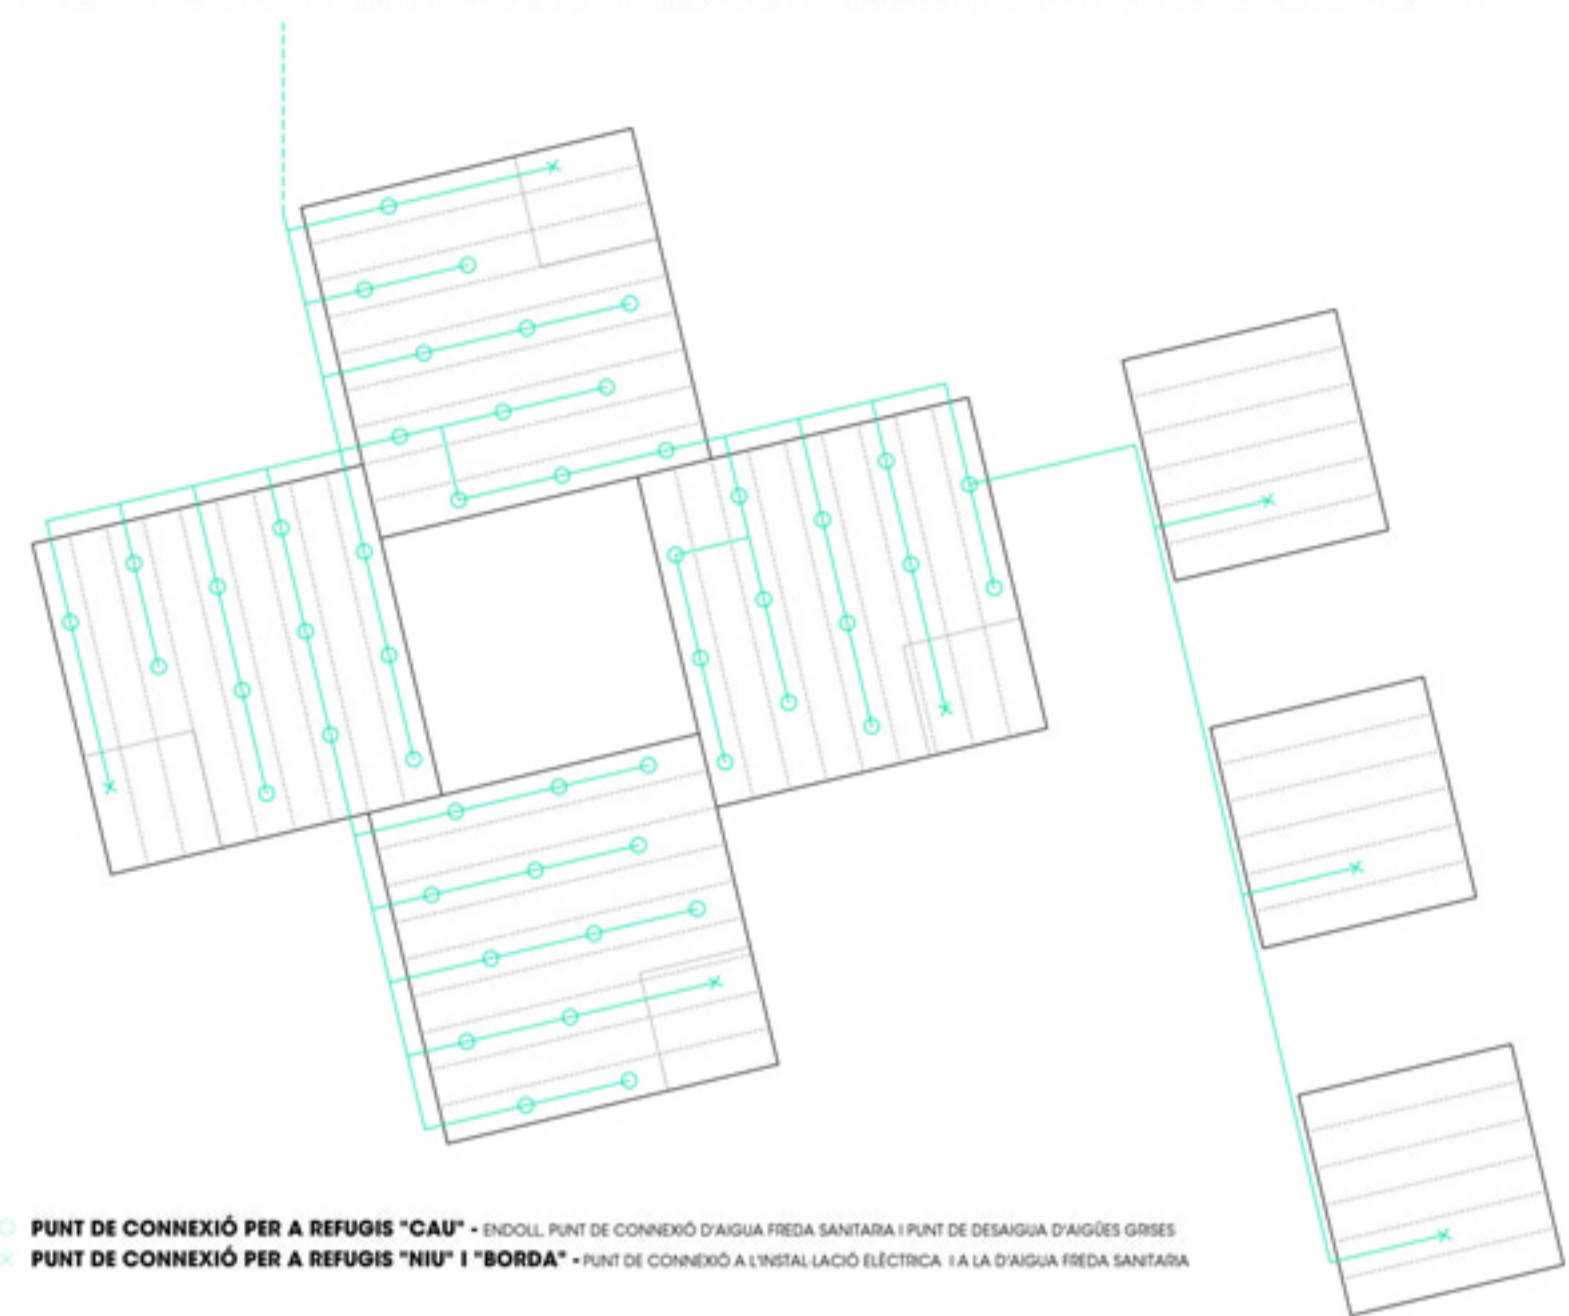 PUNT DE CONNEXIÓ PER A REFUGIS "CAU" - ENDOLL, PUNT DE CONNEXIÓ D'AIGUA FREDA SANITARIA I PUNT DE DESAIGUA D'AIGÜES GRISES
PUNT DE CONNEXIÓ PER A REFUGIS "NIU" I "BORDA" - PUNT DE CONNEXIÓ A L'INSTAL·LACIÓ ELÈCTRICA I A LA D'AIGUA FREDA SANITARIA